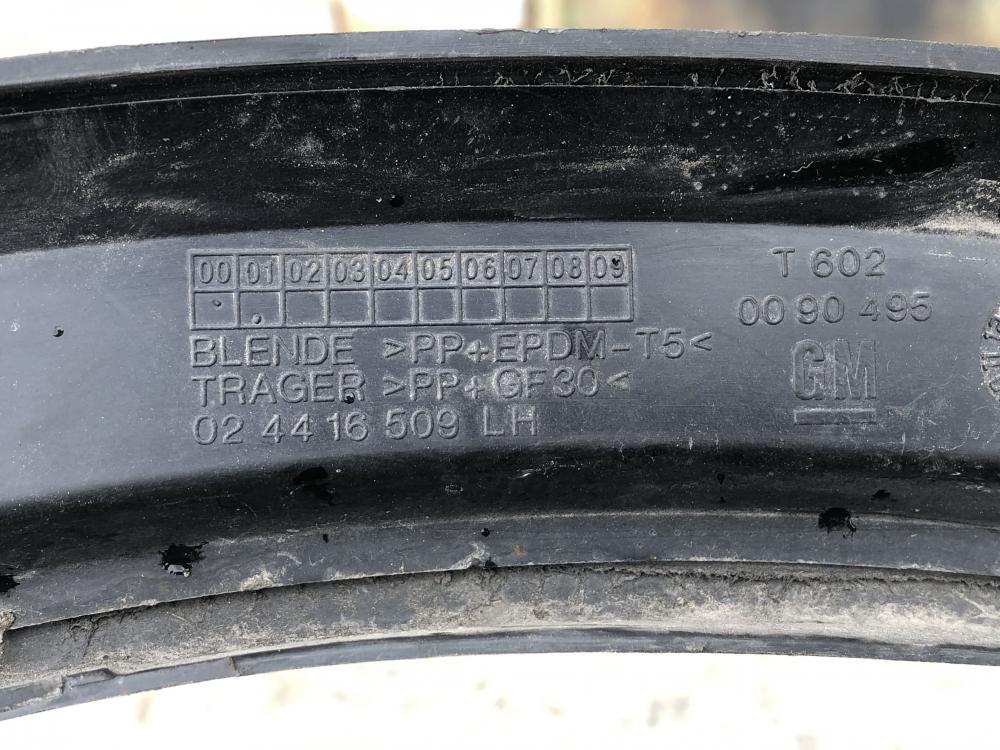 00 01 02 03 04 05 06 07 08 09
BLENDE >PP+EPDM-T5<
TRAGER >PP+GF30<
02 44 16 509 LH
T 602
00 90 495
GM